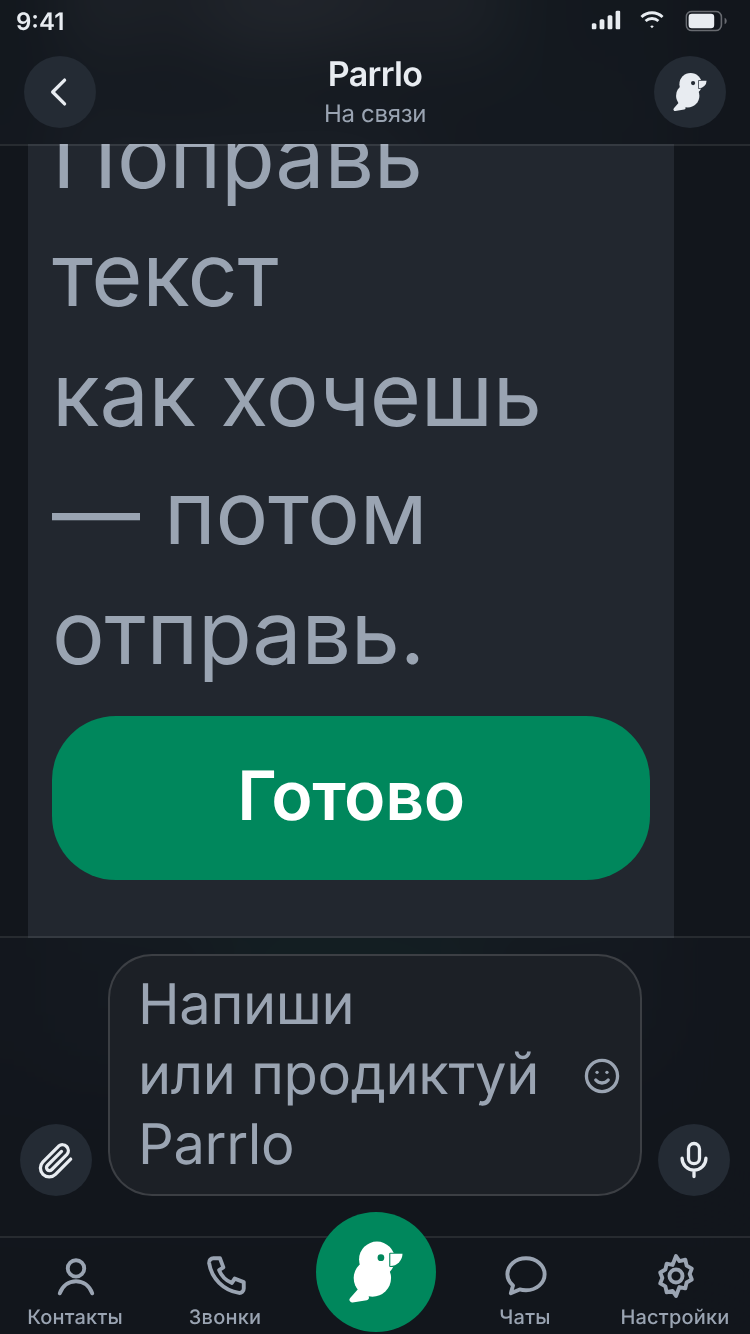 9:41
Parrlo
На связи
Поправь
текст
как хочешь
— потом
отправь.
Готово
Напиши
или продиктуй
Parrlo
Контакты
Звонки
Чаты
Настройки